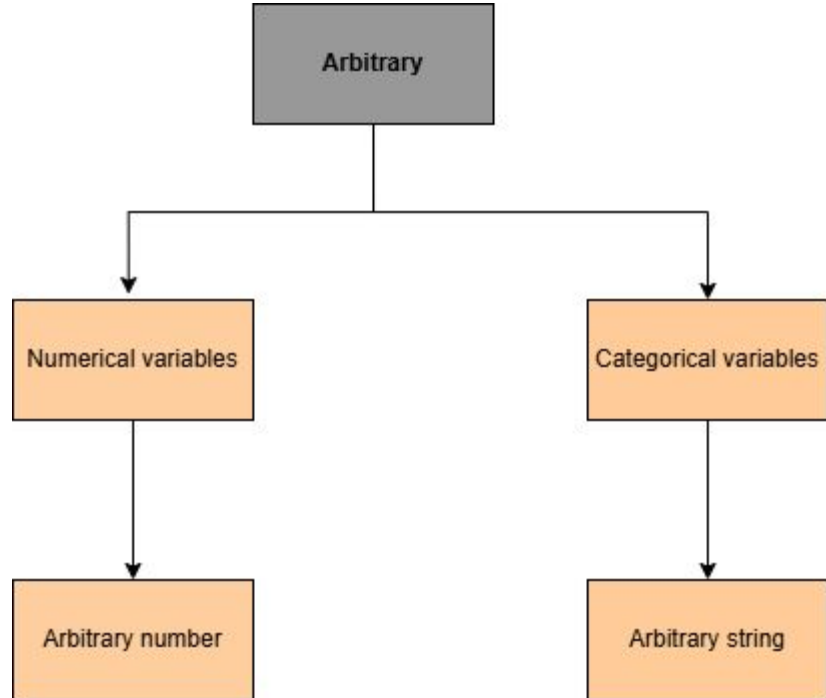 Arbitrary
Numerical variables
Categorical variables
Arbitrary number
Arbitrary string